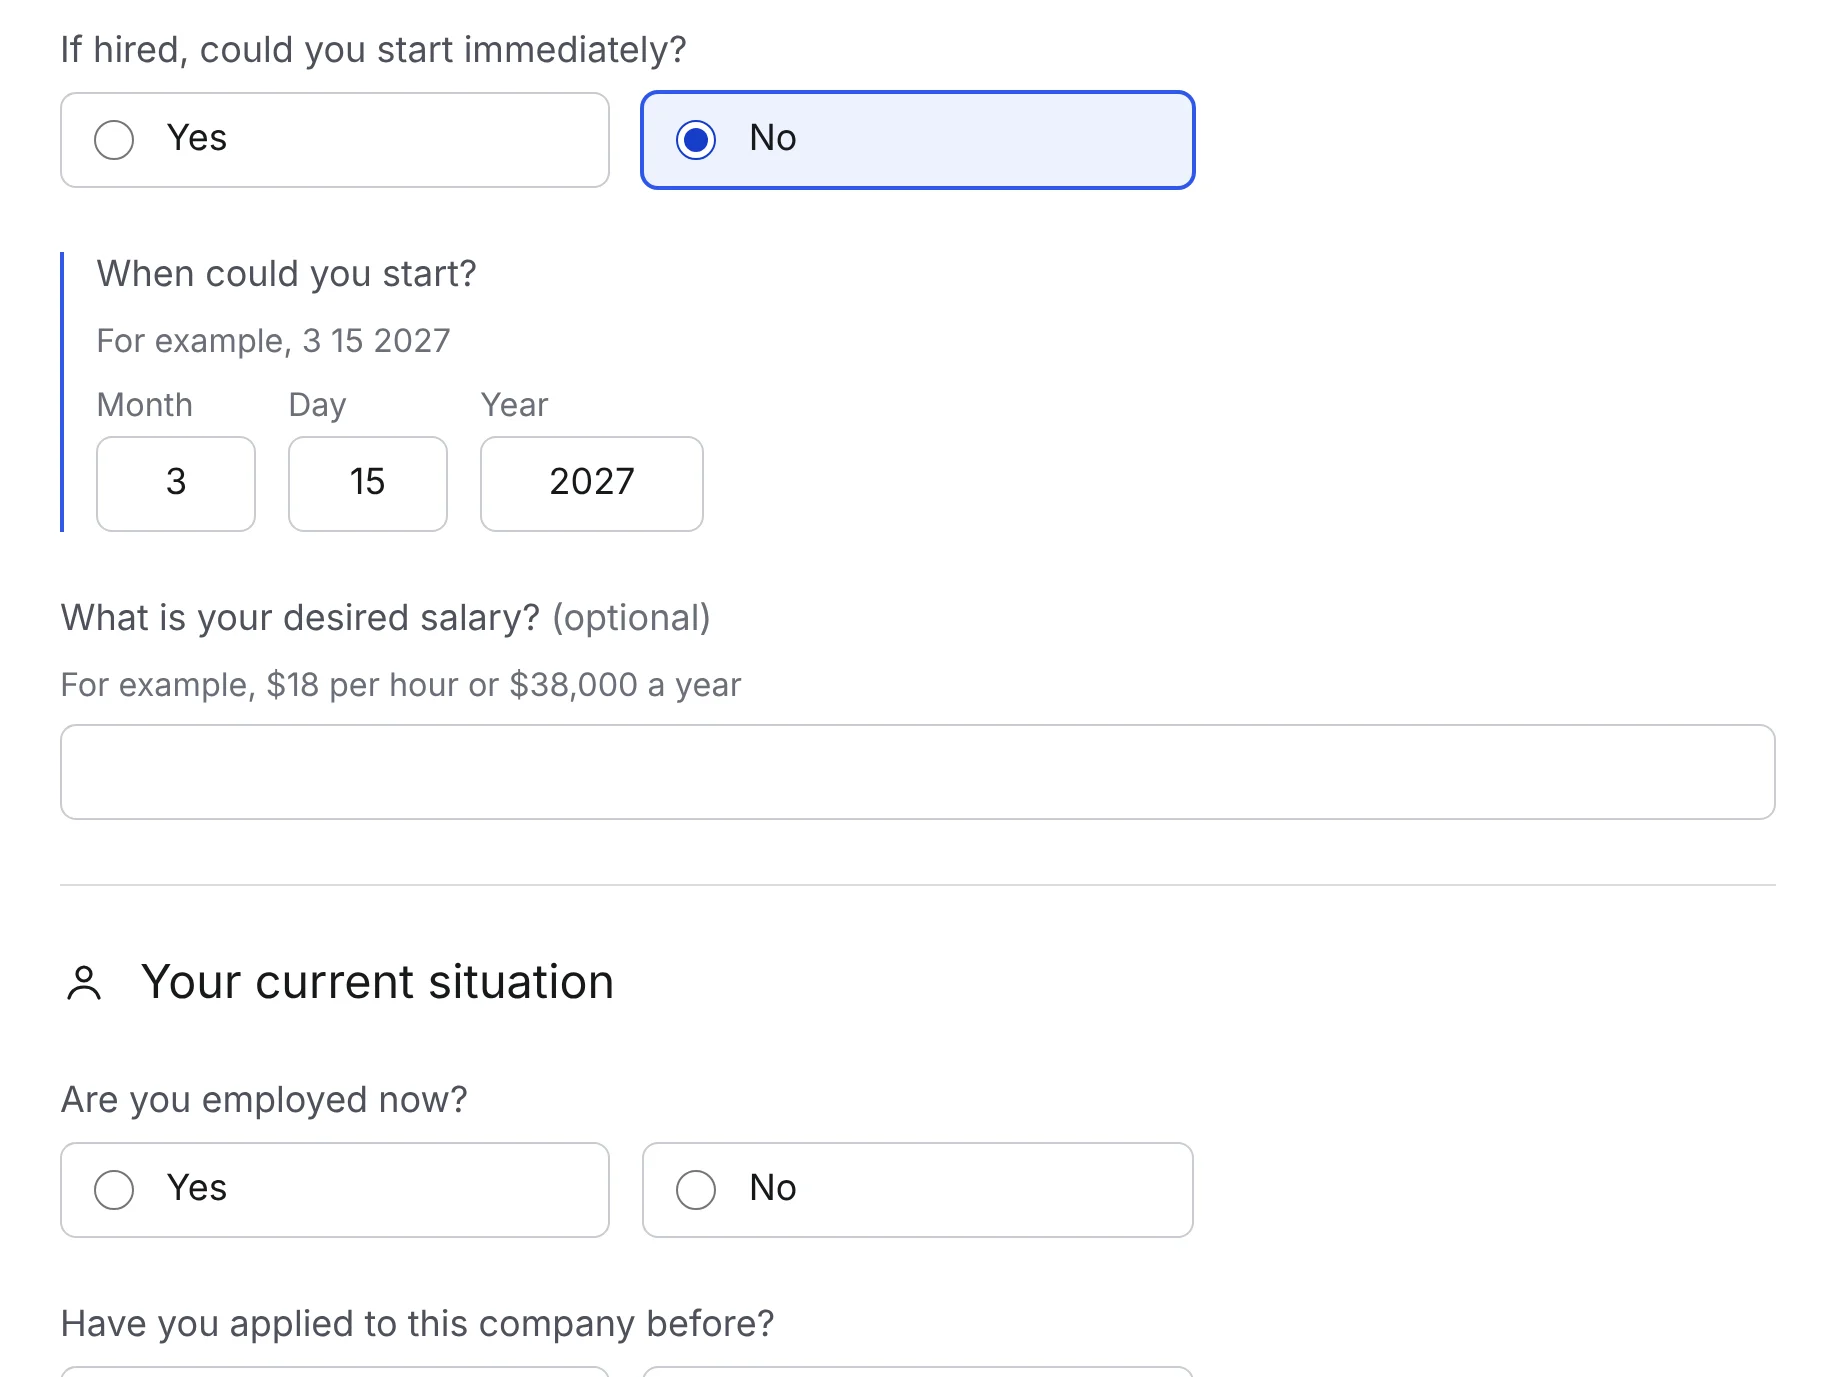 If hired, could you start immediately?
Yes
No
When could you start?
For example, 3 15 2027
Month Day Year
3 15 2027
What is your desired salary? (optional)
For example, $18 per hour or $38,000 a year
Your current situation
Are you employed now?
Yes
No
Have you applied to this company before?